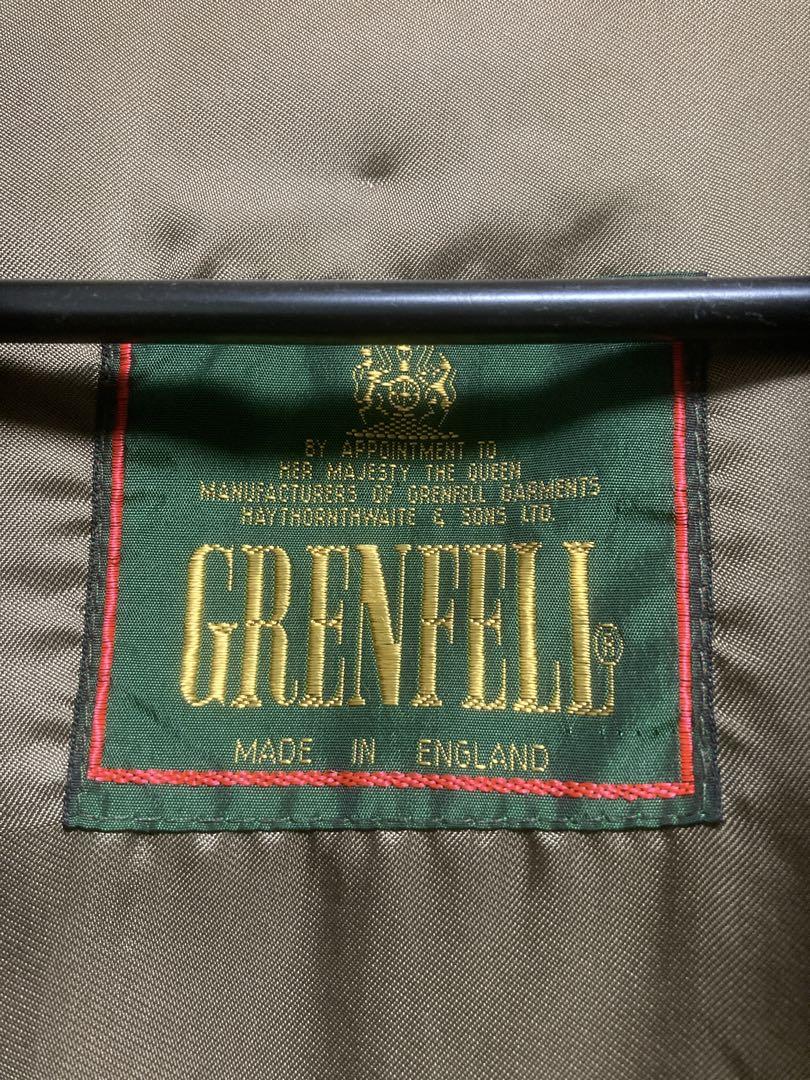 BY APPOINTMENT TO
HER MAJESTY THE QUEEN
MANUFACTURERS OF GRENFELL GARMENTS
HAYTHORNTHWAITE & SONS LTD.
GRENFELL®
MADE IN ENGLAND